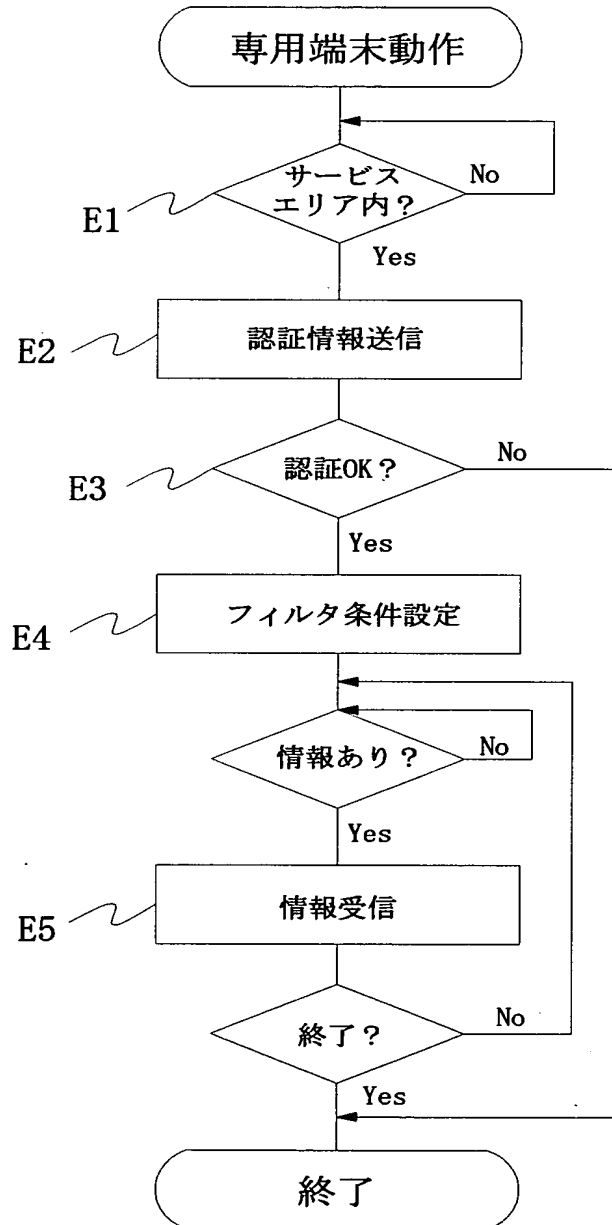 専用端末動作
サービス
エリア内？
No
E1
Yes
認証情報送信
E2
認証OK？
No
E3
Yes
フィルタ条件設定
E4
情報あり？
No
Yes
情報受信
E5
終了？
No
Yes
終了